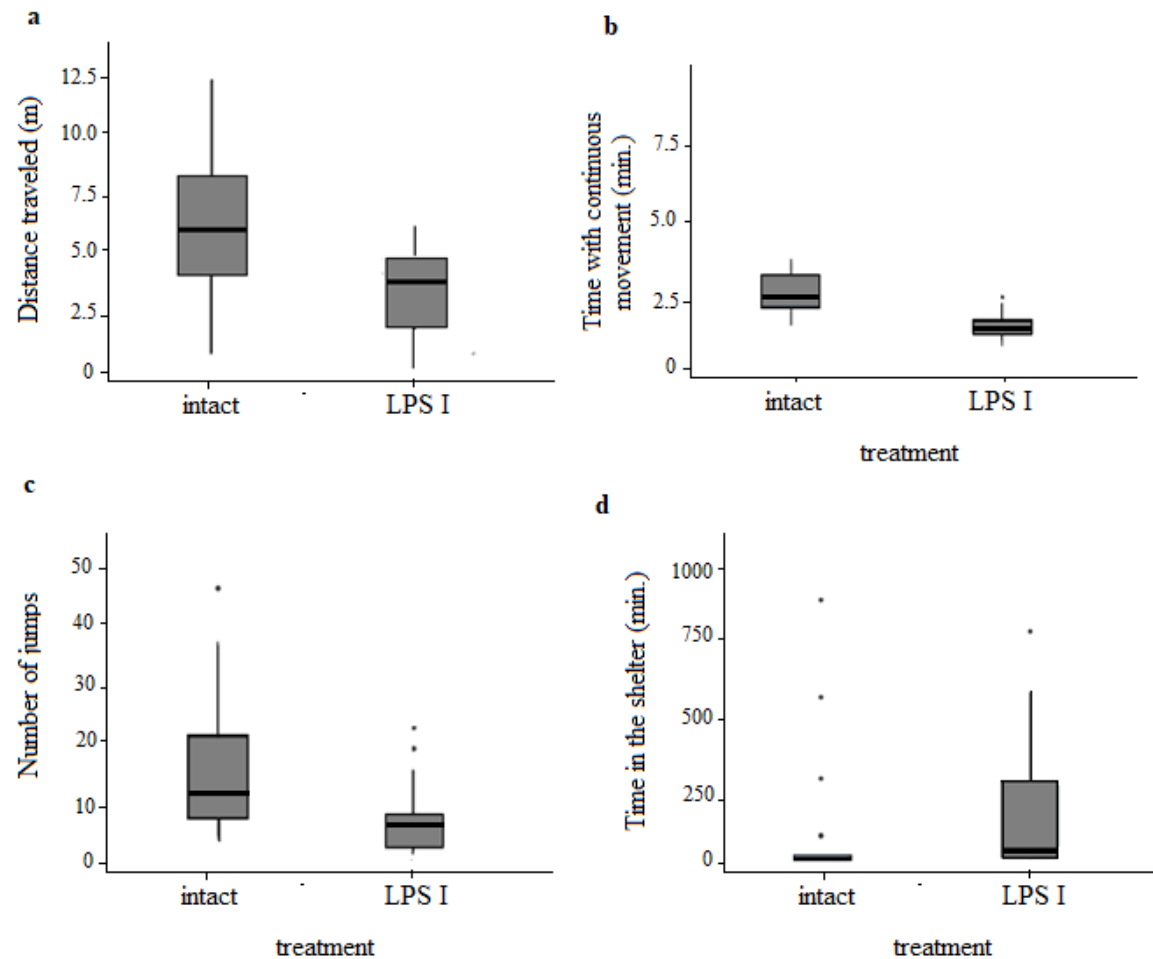 a
Distance traveled (m)
12.5
10.0
7.5
5.0
2.5
0
intact
LPS I
b
Time with continuous
movement (min.)
7.5
5.0
2.5
0
intact
LPS I
treatment
c
Number of jumps
50
40
30
20
10
0
intact
LPS I
treatment
d
Time in the shelter (min.)
1000
750
500
250
0
intact
LPS I
treatment